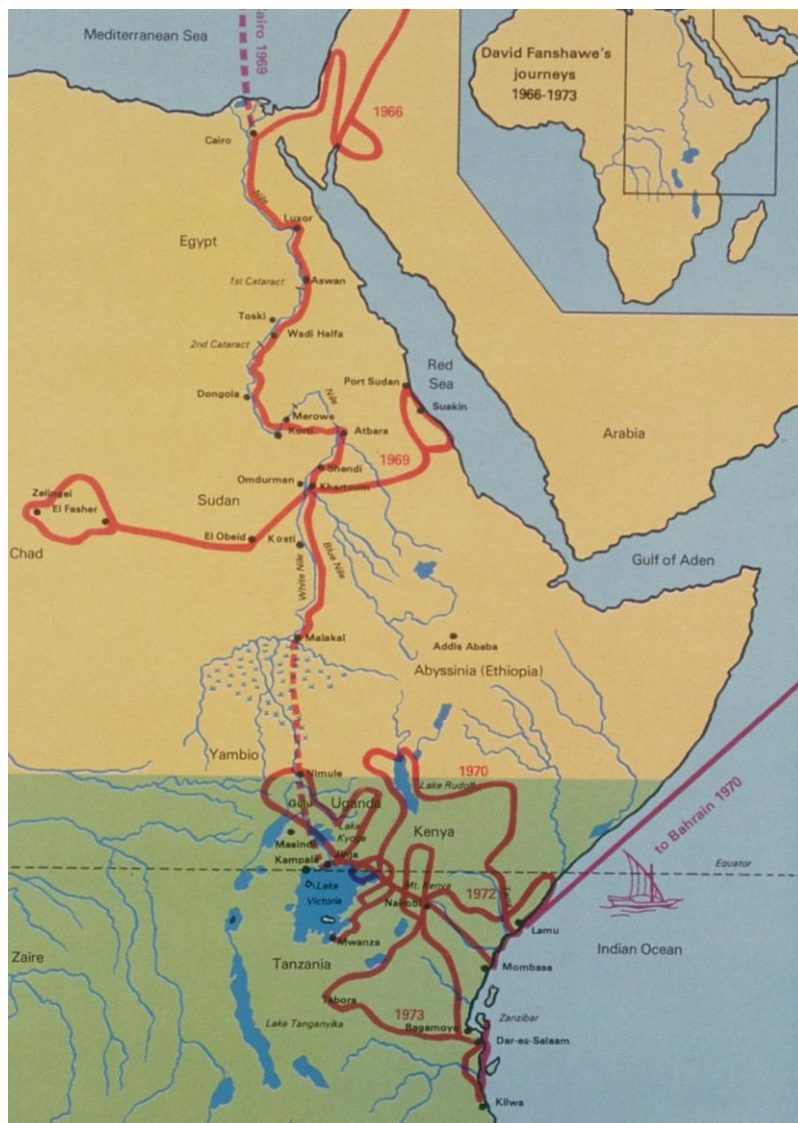 Mediterranean Sea
Cairo 1969
David Fanshawe's
journeys
1966-1973
1966
Cairo
Nile
Luxor
Egypt
1st Cataract
Aswan
Toski
Wadi Halfa
2nd Cataract
Red
Sea
Port Sudan
Dongola
Nile
Suakin
Merowe
Korti
Atbara
Arabia
1969
Shendi
Omdurman
Khartoum
Zalingei
El Fasher
Sudan
El Obeid
Kosti
Chad
Blue Nile
White Nile
Gulf of Aden
Malakal
Addis Ababa
Abyssinia (Ethiopia)
Yambio
Nimule
1970
Lake Rudolf
Gulu
Uganda
Lake
Kyoga
Kenya
Masindi
Kampala
Jinja
to Bahrain 1970
Equator
Lake
Victoria
Mt. Kenya
1972
Tana
Nairobi
Lamu
Mwanza
Indian Ocean
Zaire
Tanzania
Mombasa
Tabora
1973
Zanzibar
Lake Tanganyika
Bagamoyo
Dar-es-Salaam
Kilwa